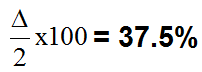 Δ/2 x100 = 37.5%